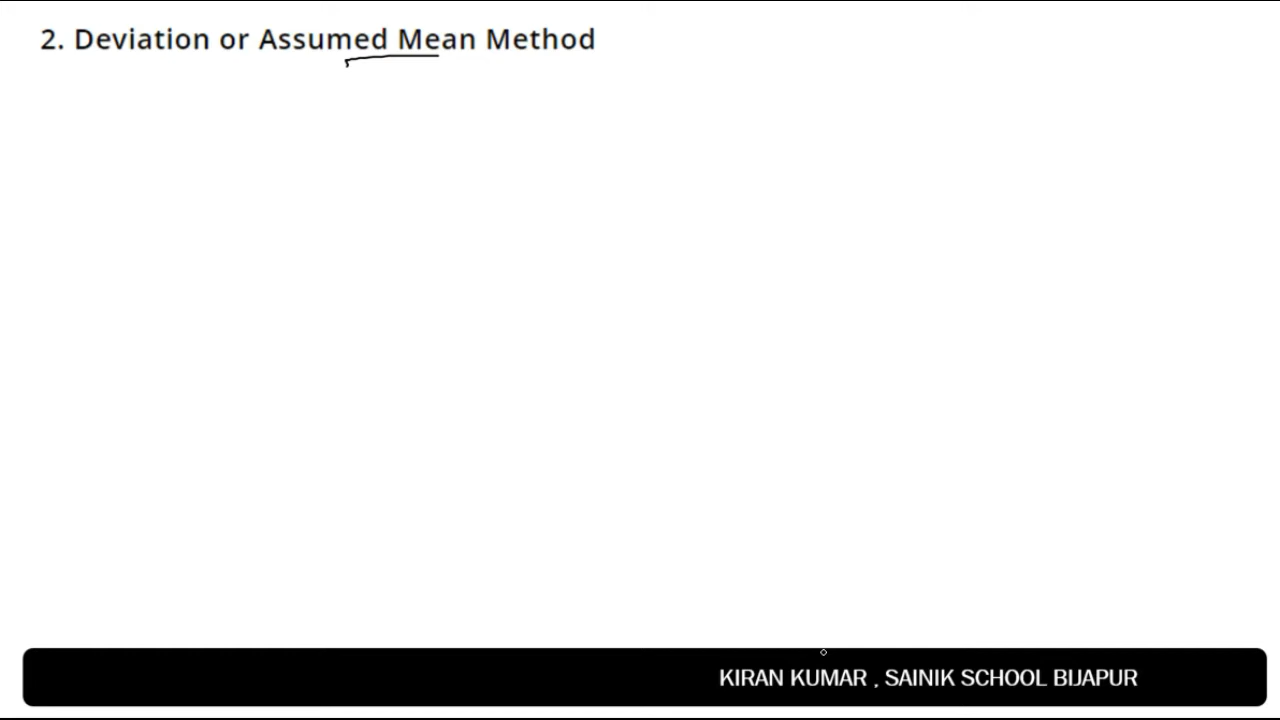 2. Deviation or Assumed Mean Method
KIRAN KUMAR , SAINIK SCHOOL BIJAPUR